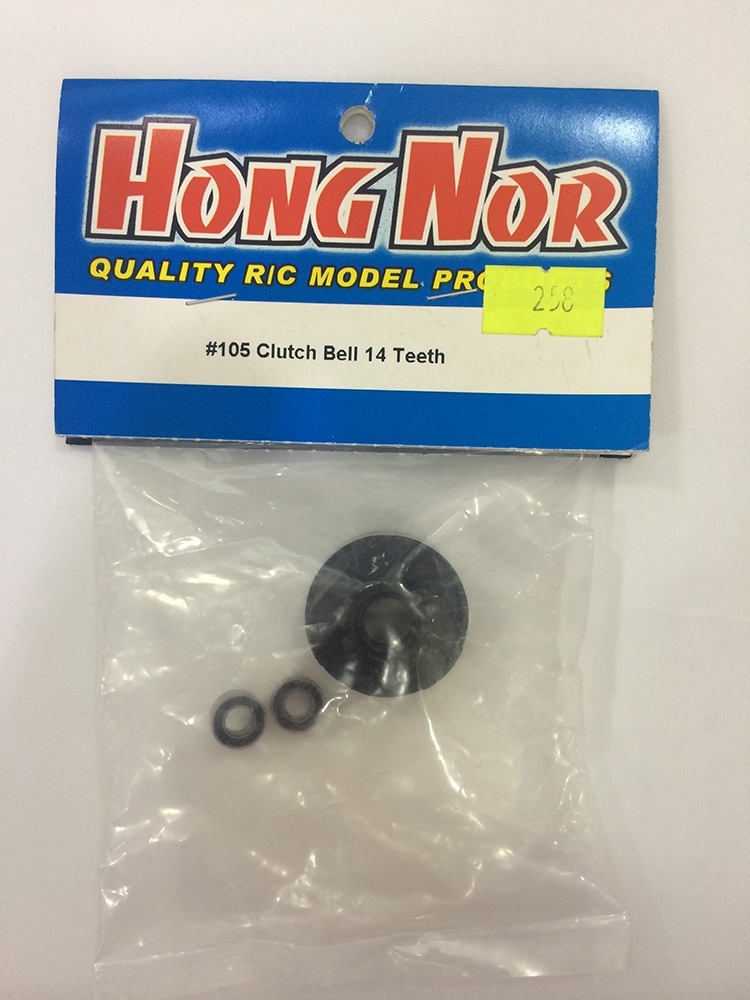 HONG NOR
QUALITY R/C MODEL PRO S
258
#105 Clutch Bell 14 Teeth